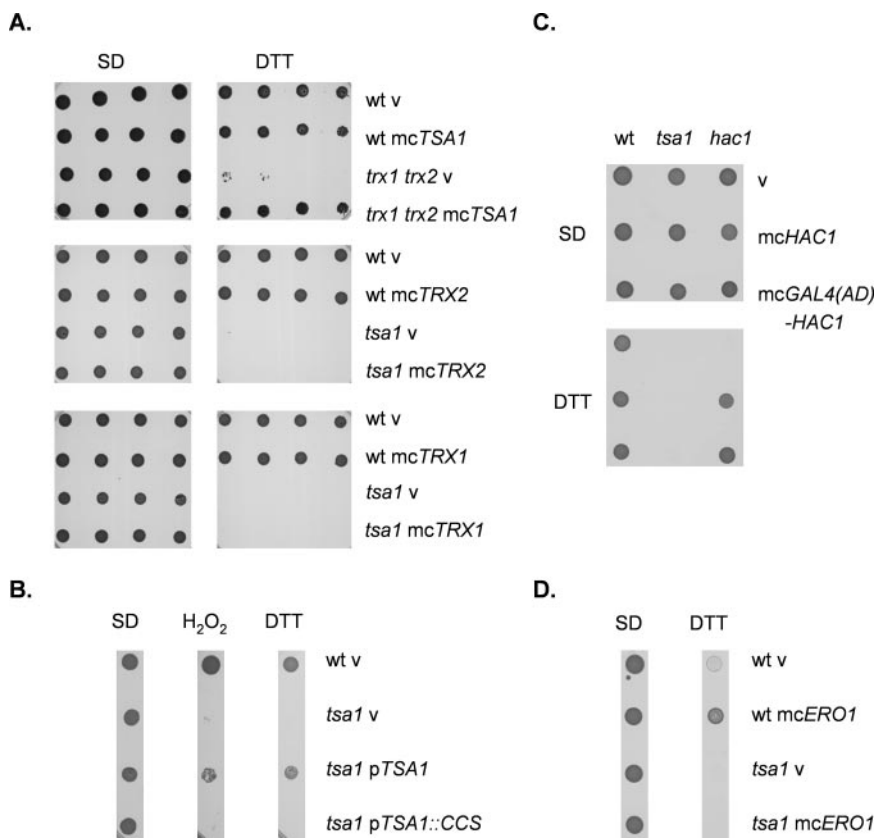 A.
SD DTT
wt v
wt mcTSA1
trx1 trx2 v
trx1 trx2 mcTSA1
wt v
wt mcTRX2
tsa1 v
tsa1 mcTRX2
wt v
wt mcTRX1
tsa1 v
tsa1 mcTRX1
B.
SD H₂O₂ DTT
wt v
tsa1 v
tsa1 pTSA1
tsa1 pTSA1::CCS
C.
wt tsa1 hac1
SD
v
mcHAC1
mcGAL4(AD)
-HAC1
DTT
D.
SD DTT
wt v
wt mcERO1
tsa1 v
tsa1 mcERO1